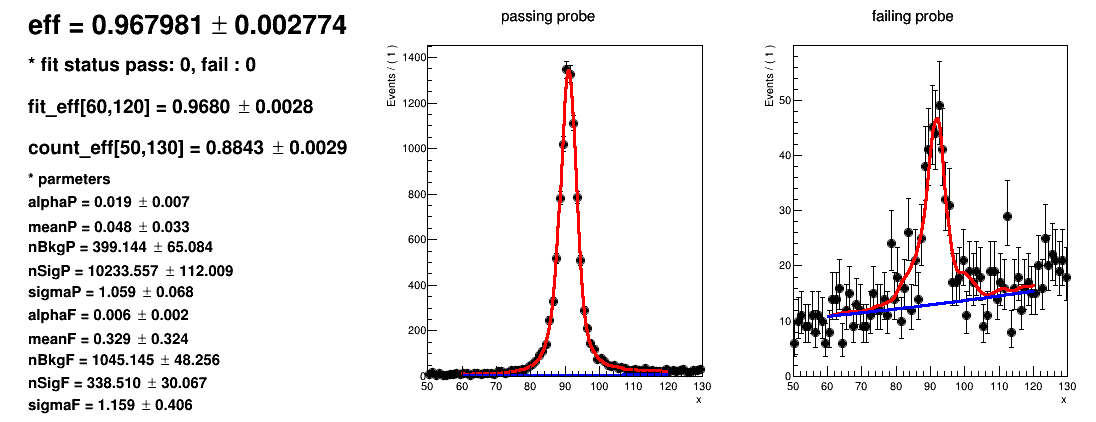 eff = 0.967981 ± 0.002774
* fit status pass: 0, fail : 0
fit_eff[60,120] = 0.9680 ± 0.0028
count_eff[50,130] = 0.8843 ± 0.0029
* parmeters
alphaP = 0.019 ± 0.007
meanP = 0.048 ± 0.033
nBkgP = 399.144 ± 65.084
nSigP = 10233.557 ± 112.009
sigmaP = 1.059 ± 0.068
alphaF = 0.006 ± 0.002
meanF = 0.329 ± 0.324
nBkgF = 1045.145 ± 48.256
nSigF = 338.510 ± 30.067
sigmaF = 1.159 ± 0.406
passing probe
Events / ( 1 )
1400
1200
1000
800
600
400
200
0
50 60 70 80 90 100 110 120 130
x
failing probe
Events / ( 1 )
50
40
30
20
10
0
50 60 70 80 90 100 110 120 130
x